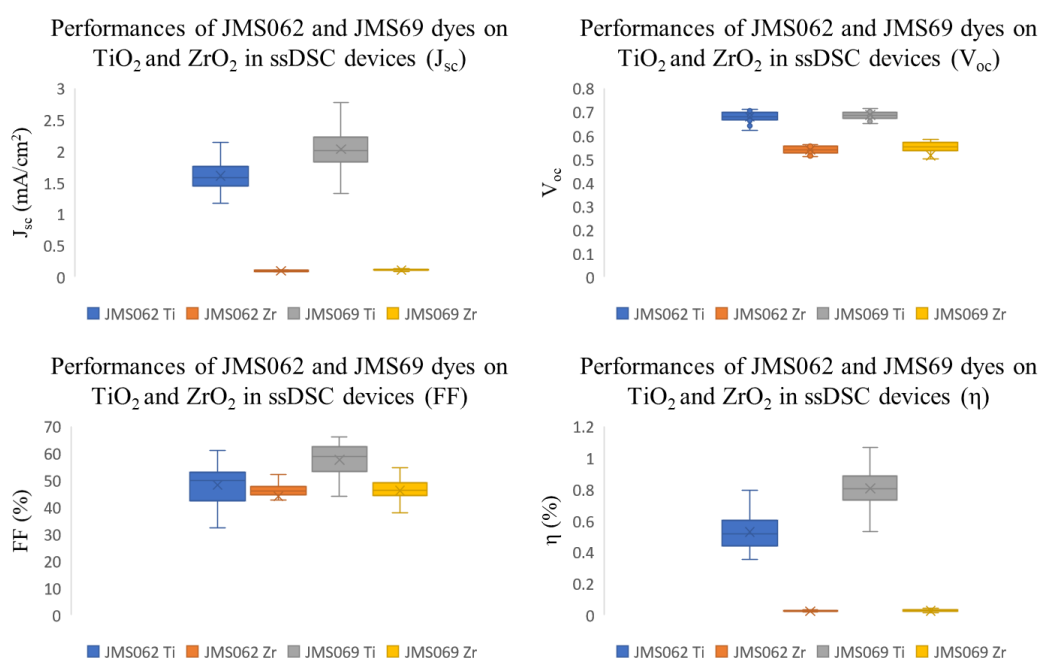 Performances of JMS062 and JMS69 dyes on
TiO₂ and ZrO₂ in ssDSC devices (Jsc)
3
2.5
2
1.5
1
0.5
0
Jsc (mA/cm²)
JMS062 Ti JMS062 Zr JMS069 Ti JMS069 Zr
Performances of JMS062 and JMS69 dyes on
TiO₂ and ZrO₂ in ssDSC devices (Voc)
0.8
0.7
0.6
0.5
0.4
0.3
0.2
0.1
0
Voc
JMS062 Ti JMS062 Zr JMS069 Ti JMS069 Zr
Performances of JMS062 and JMS69 dyes on
TiO₂ and ZrO₂ in ssDSC devices (FF)
70
60
50
40
30
20
10
0
FF (%)
JMS062 Ti JMS062 Zr JMS069 Ti JMS069 Zr
Performances of JMS062 and JMS69 dyes on
TiO₂ and ZrO₂ in ssDSC devices (η)
1.2
1
0.8
0.6
0.4
0.2
0
η (%)
JMS062 Ti JMS062 Zr JMS069 Ti JMS069 Zr